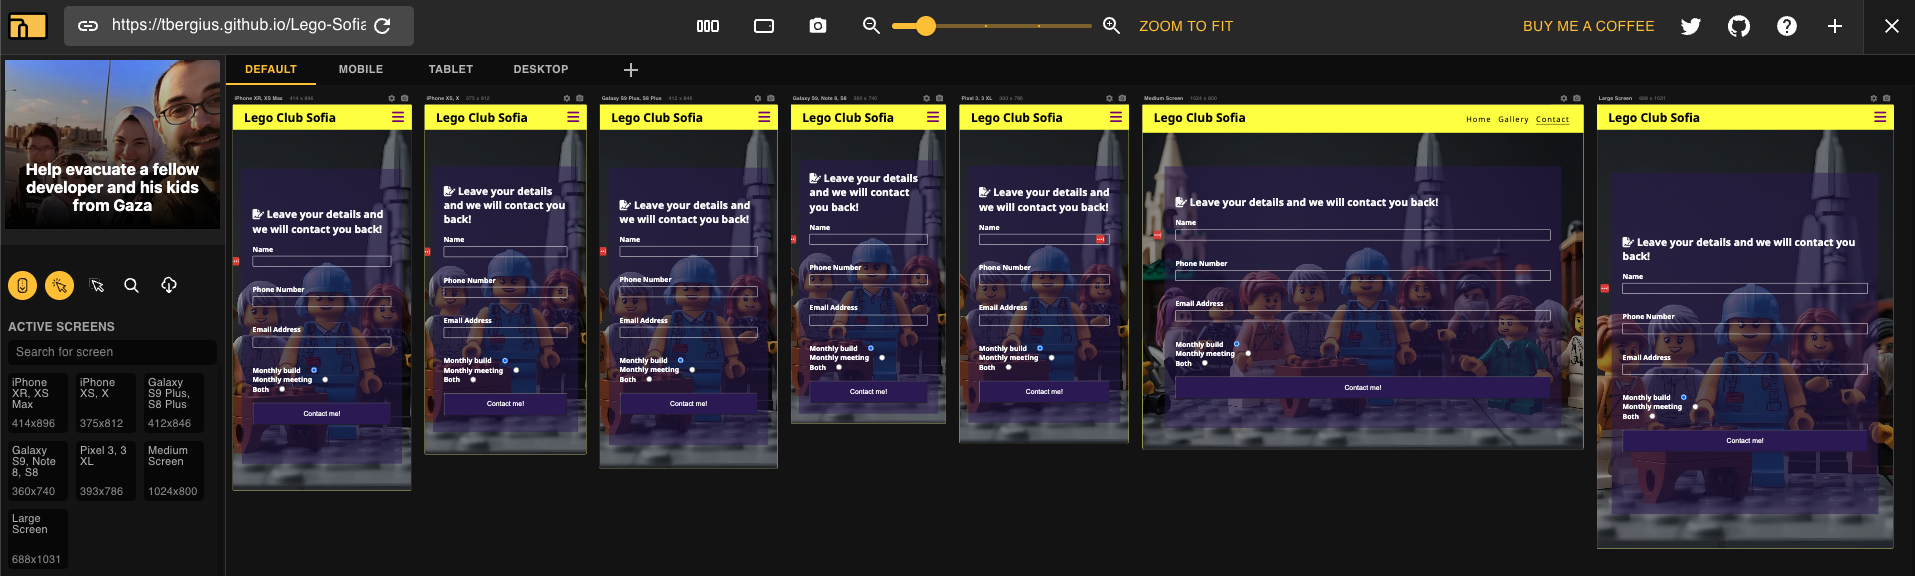 https://tbergius.github.io/Lego-Sofia
ZOOM TO FIT
BUY ME A COFFEE
Help evacuate a fellow
developer and his kids
from Gaza
ACTIVE SCREENS
Search for screen
iPhone
XR, XS
Max
414x896
iPhone
XS, X
375x812
Galaxy
S9 Plus,
S8 Plus
412x846
Galaxy
S9, Note
8, S8
360x740
Pixel 3, 3
XL
393x786
Medium
Screen
1024x800
Large
Screen
688x1031
DEFAULT
MOBILE
TABLET
DESKTOP
iPhone XR, XS Max 414 x 896
Lego Club Sofia
Leave your details and
we will contact you back!
Name
Phone Number
Email Address
Monthly build
Monthly meeting
Both
Contact me!
iPhone XS, X 375 x 812
Lego Club Sofia
Leave your details
and we will contact you
back!
Name
Phone Number
Email Address
Monthly build
Monthly meeting
Both
Contact me!
Galaxy S9 Plus, S8 Plus 412 x 846
Lego Club Sofia
Leave your details and
we will contact you back!
Name
Phone Number
Email Address
Monthly build
Monthly meeting
Both
Contact me!
Galaxy S9, Note 8, S8 360 x 740
Lego Club Sofia
Leave your details
and we will contact
you back!
Name
Phone Number
Email Address
Monthly build
Monthly meeting
Both
Contact me!
Pixel 3, 3 XL 393 x 786
Lego Club Sofia
Leave your details and
we will contact you back!
Name
Phone Number
Email Address
Monthly build
Monthly meeting
Both
Contact me!
Medium Screen 1024 x 800
Lego Club Sofia
Home Gallery Contact
Leave your details and we will contact you back!
Name
Phone Number
Email Address
Monthly build
Monthly meeting
Both
Contact me!
Large Screen 688 x 1031
Lego Club Sofia
Leave your details and we will contact you
back!
Name
Phone Number
Email Address
Monthly build
Monthly meeting
Both
Contact me!